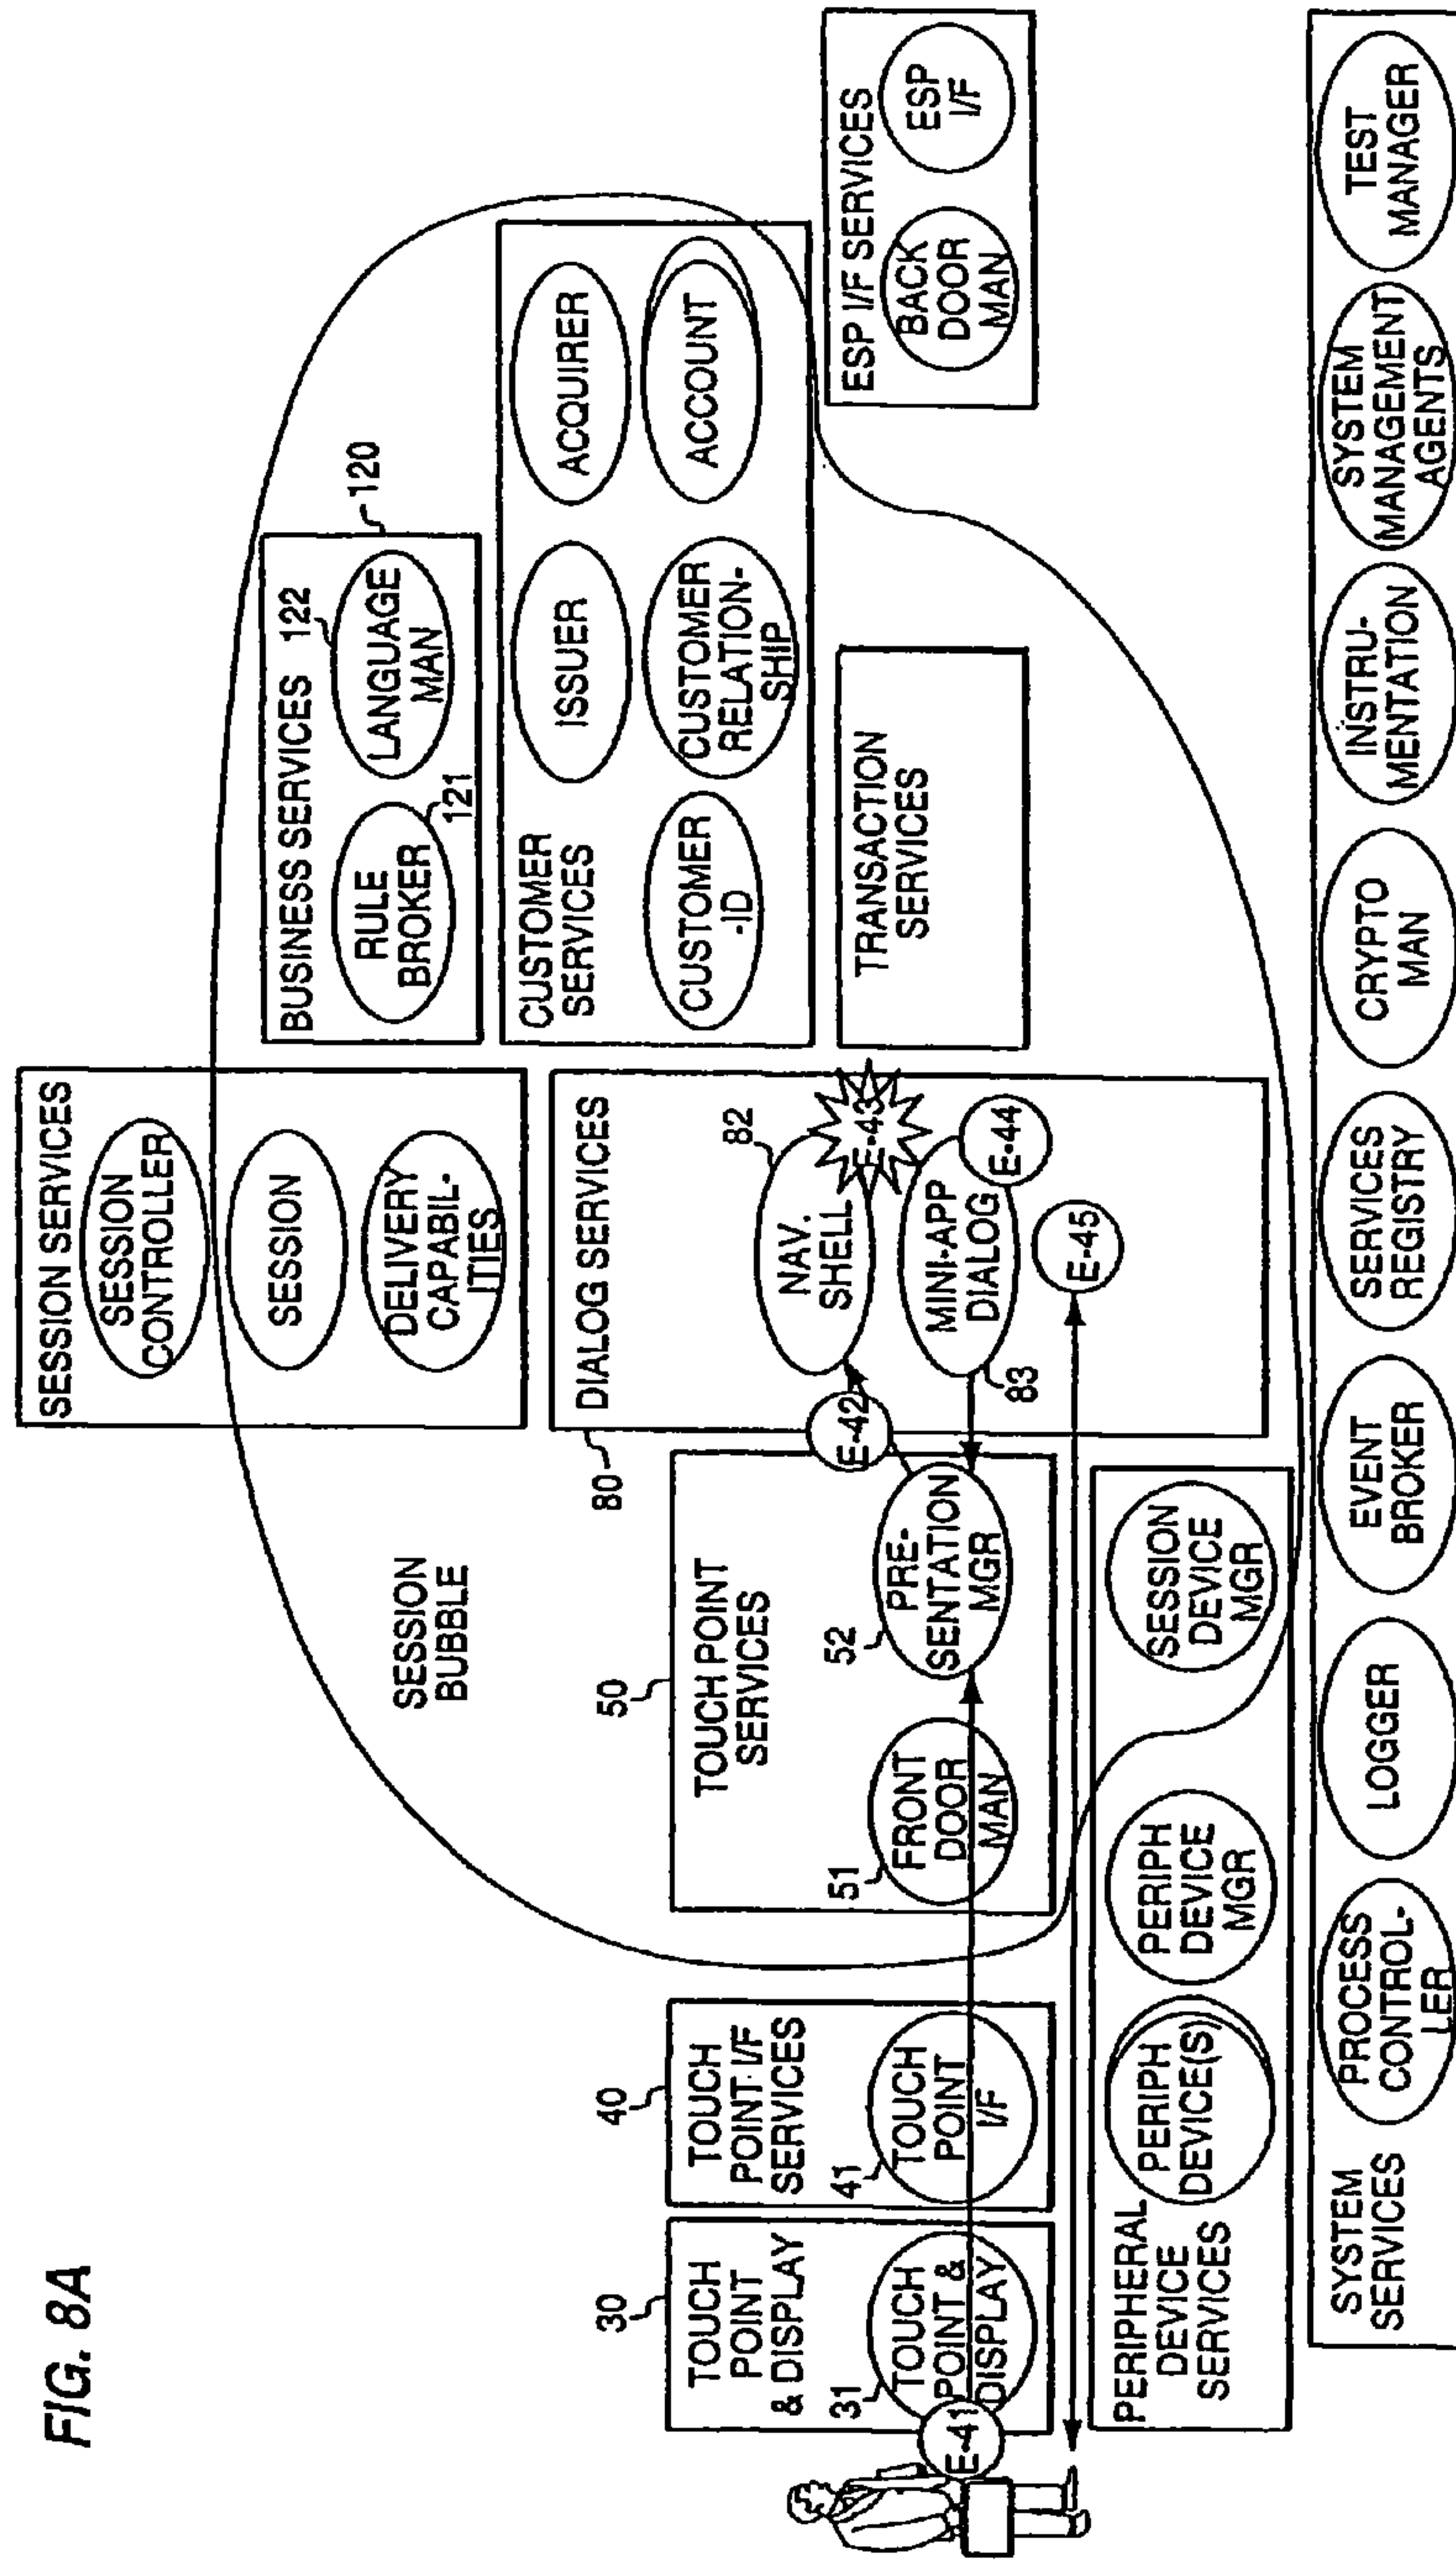 FIG. 8A
SESSION SERVICES
SESSION
CONTROLLER
SESSION
DELIVERY
CAPABIL-
ITIES
BUSINESS SERVICES
122
120
RULE
BROKER
121
LANGUAGE
MAN
SESSION
BUBBLE
CUSTOMER
SERVICES
ISSUER
ACQUIRER
CUSTOMER
-ID
CUSTOMER
RELATION-
SHIP
ACCOUNT
30
TOUCH
POINT
& DISPLAY
31
TOUCH
POINT &
DISPLAY
E-41
40
TOUCH
POINT I/F
SERVICES
41
TOUCH
POINT
I/F
50
TOUCH POINT
SERVICES
51
FRONT
DOOR
MAN
52
PRE-
SENTATION
MGR
80
DIALOG SERVICES
82
NAV.
SHELL
E-42
E-43
MINI-APP
DIALOG
83
E-44
E-45
TRANSACTION
SERVICES
ESP I/F SERVICES
BACK
DOOR
MAN
ESP
I/F
PERIPHERAL
DEVICE
SERVICES
PERIPH
DEVICE(S)
PERIPH
DEVICE
MGR
SESSION
DEVICE
MGR
SYSTEM
SERVICES
PROCESS
CONTROL-
LER
LOGGER
EVENT
BROKER
SERVICES
REGISTRY
CRYPTO
MAN
INSTRU-
MENTATION
SYSTEM
MANAGEMENT
AGENTS
TEST
MANAGER